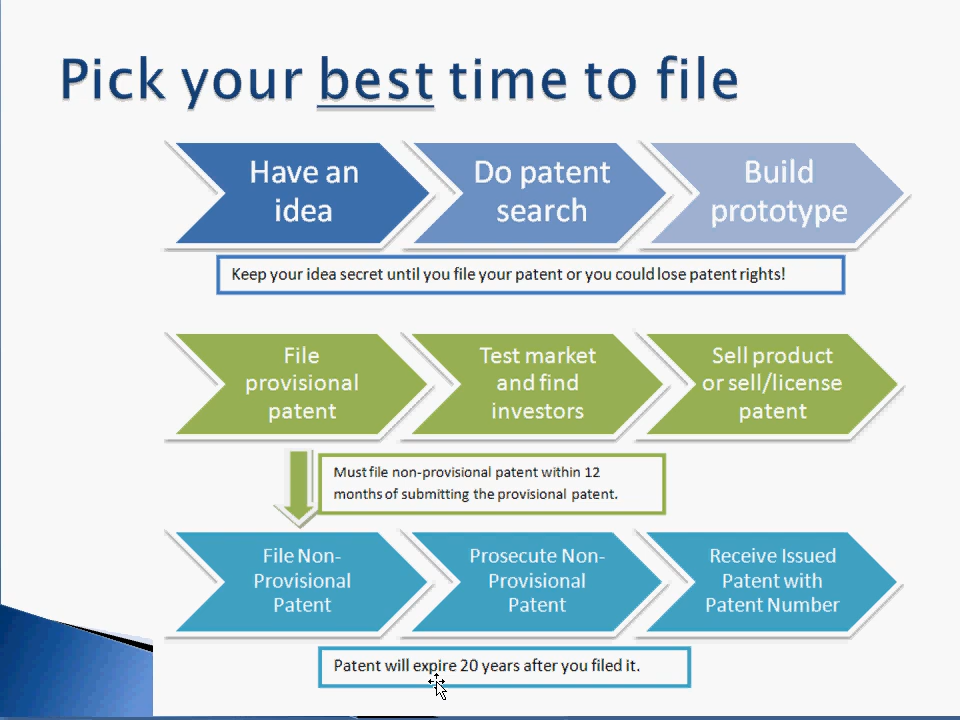 Pick your best time to file
Have an
idea
Do patent
search
Build
prototype
Keep your idea secret until you file your patent or you could lose patent rights!
File
provisional
patent
Test market
and find
investors
Sell product
or sell/license
patent
Must file non-provisional patent within 12
months of submitting the provisional patent.
File Non-
Provisional
Patent
Prosecute Non-
Provisional
Patent
Receive Issued
Patent with
Patent Number
Patent will expire 20 years after you filed it.